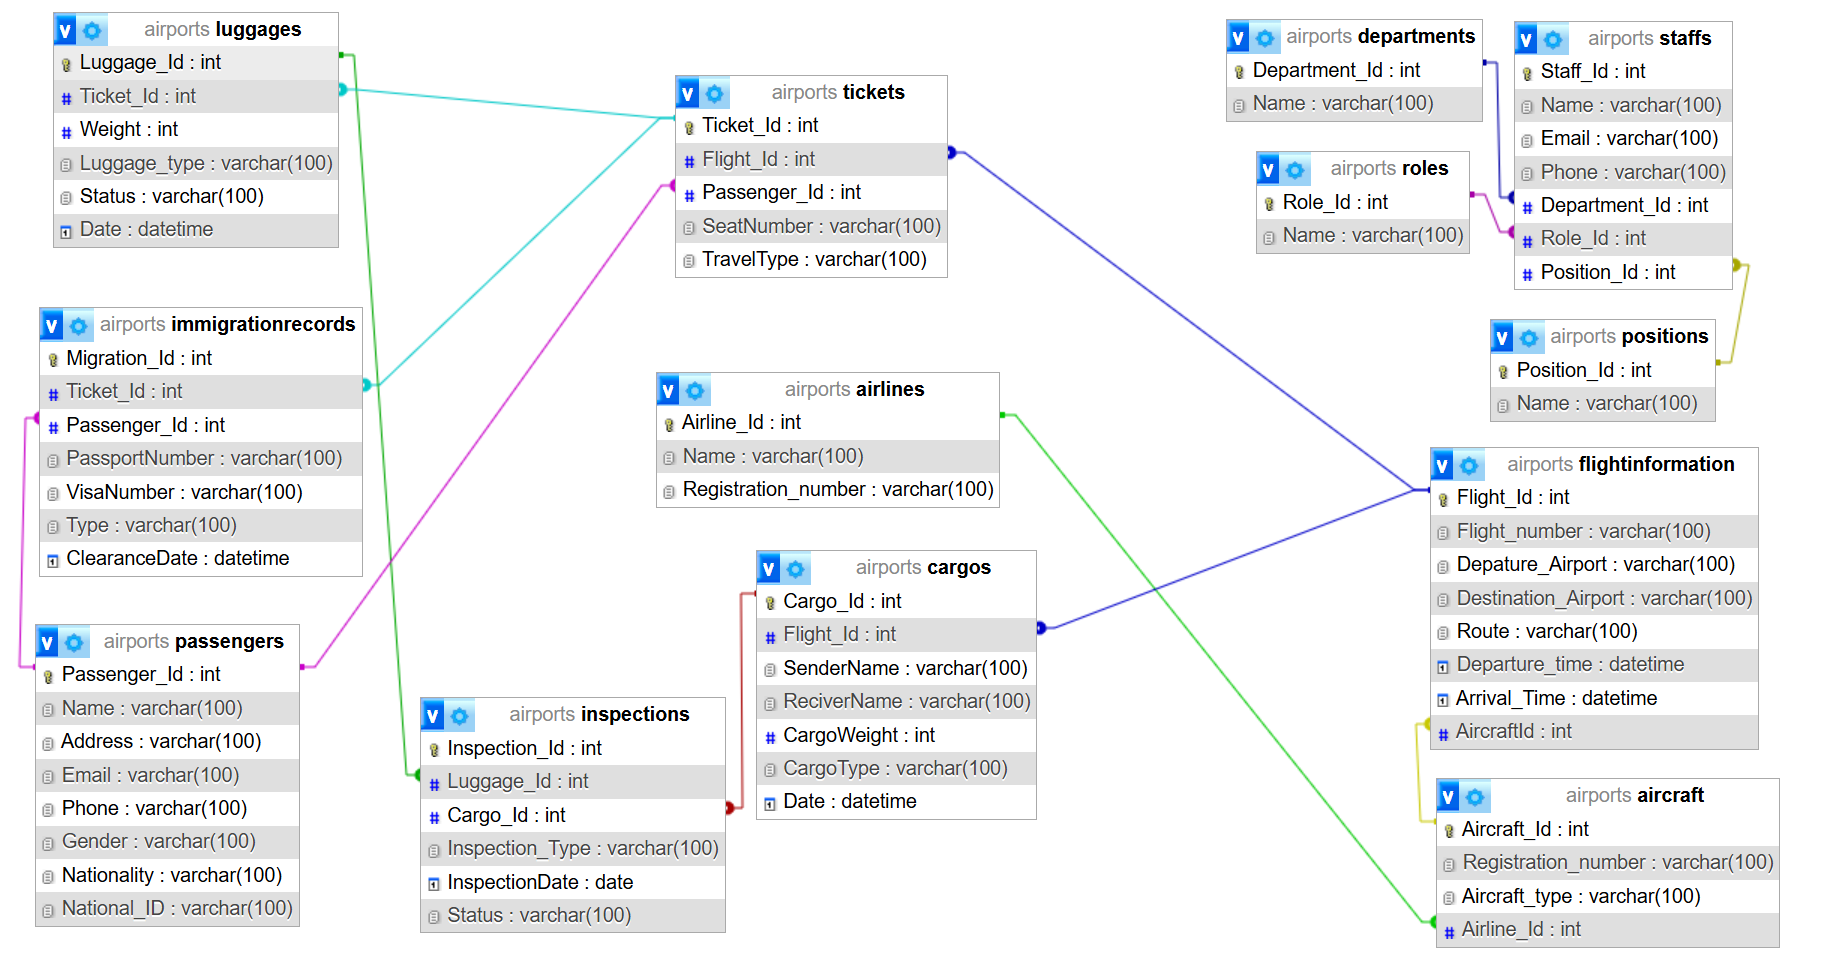 airports luggages
Luggage_Id : int
Ticket_Id : int
Weight : int
Luggage_type : varchar(100)
Status : varchar(100)
Date : datetime
airports tickets
Ticket_Id : int
Flight_Id : int
Passenger_Id : int
SeatNumber : varchar(100)
TravelType : varchar(100)
airports departments
Department_Id : int
Name : varchar(100)
airports staffs
Staff_Id : int
Name : varchar(100)
Email : varchar(100)
Phone : varchar(100)
Department_Id : int
Role_Id : int
Position_Id : int
airports roles
Role_Id : int
Name : varchar(100)
airports positions
Position_Id : int
Name : varchar(100)
airports immigrationrecords
Migration_Id : int
Ticket_Id : int
Passenger_Id : int
PassportNumber : varchar(100)
VisaNumber : varchar(100)
Type : varchar(100)
ClearanceDate : datetime
airports airlines
Airline_Id : int
Name : varchar(100)
Registration_number : varchar(100)
airports flightinformation
Flight_Id : int
Flight_number : varchar(100)
Depature_Airport : varchar(100)
Destination_Airport : varchar(100)
Route : varchar(100)
Departure_time : datetime
Arrival_Time : datetime
AircraftId : int
airports cargos
Cargo_Id : int
Flight_Id : int
SenderName : varchar(100)
ReciverName : varchar(100)
CargoWeight : int
CargoType : varchar(100)
Date : datetime
airports passengers
Passenger_Id : int
Name : varchar(100)
Address : varchar(100)
Email : varchar(100)
Phone : varchar(100)
Gender : varchar(100)
Nationality : varchar(100)
National_ID : varchar(100)
airports inspections
Inspection_Id : int
Luggage_Id : int
Cargo_Id : int
Inspection_Type : varchar(100)
InspectionDate : date
Status : varchar(100)
airports aircraft
Aircraft_Id : int
Registration_number : varchar(100)
Aircraft_type : varchar(100)
Airline_Id : int